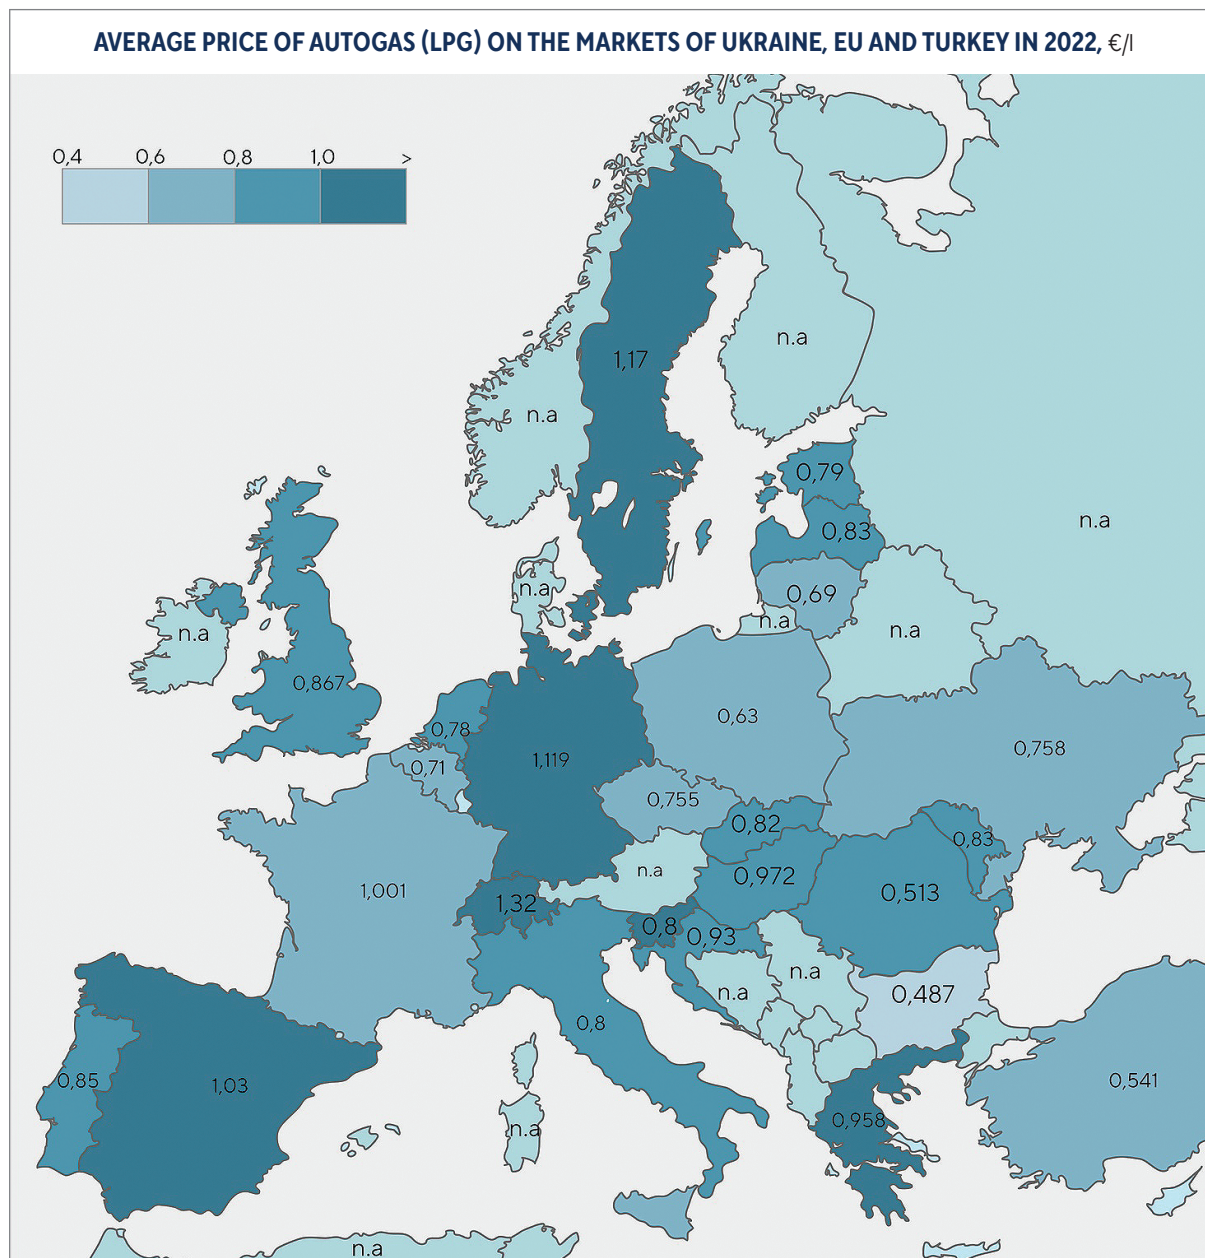 AVERAGE PRICE OF AUTOGAS (LPG) ON THE MARKETS OF UKRAINE, EU AND TURKEY IN 2022, €/l
0,4 0,6 0,8 1,0 >
n.a
1,17
n.a
0,79
n.a
0,83
n.a
0,69
n.a
n.a
n.a
0,867
0,63
0,78
0,758
1,119
0,71
0,755
0,82
0,83
n.a
0,972
1,001
0,513
1,32
0,8
0,93
n.a
n.a
0,487
0,8
0,85
1,03
0,541
0,958
n.a
n.a